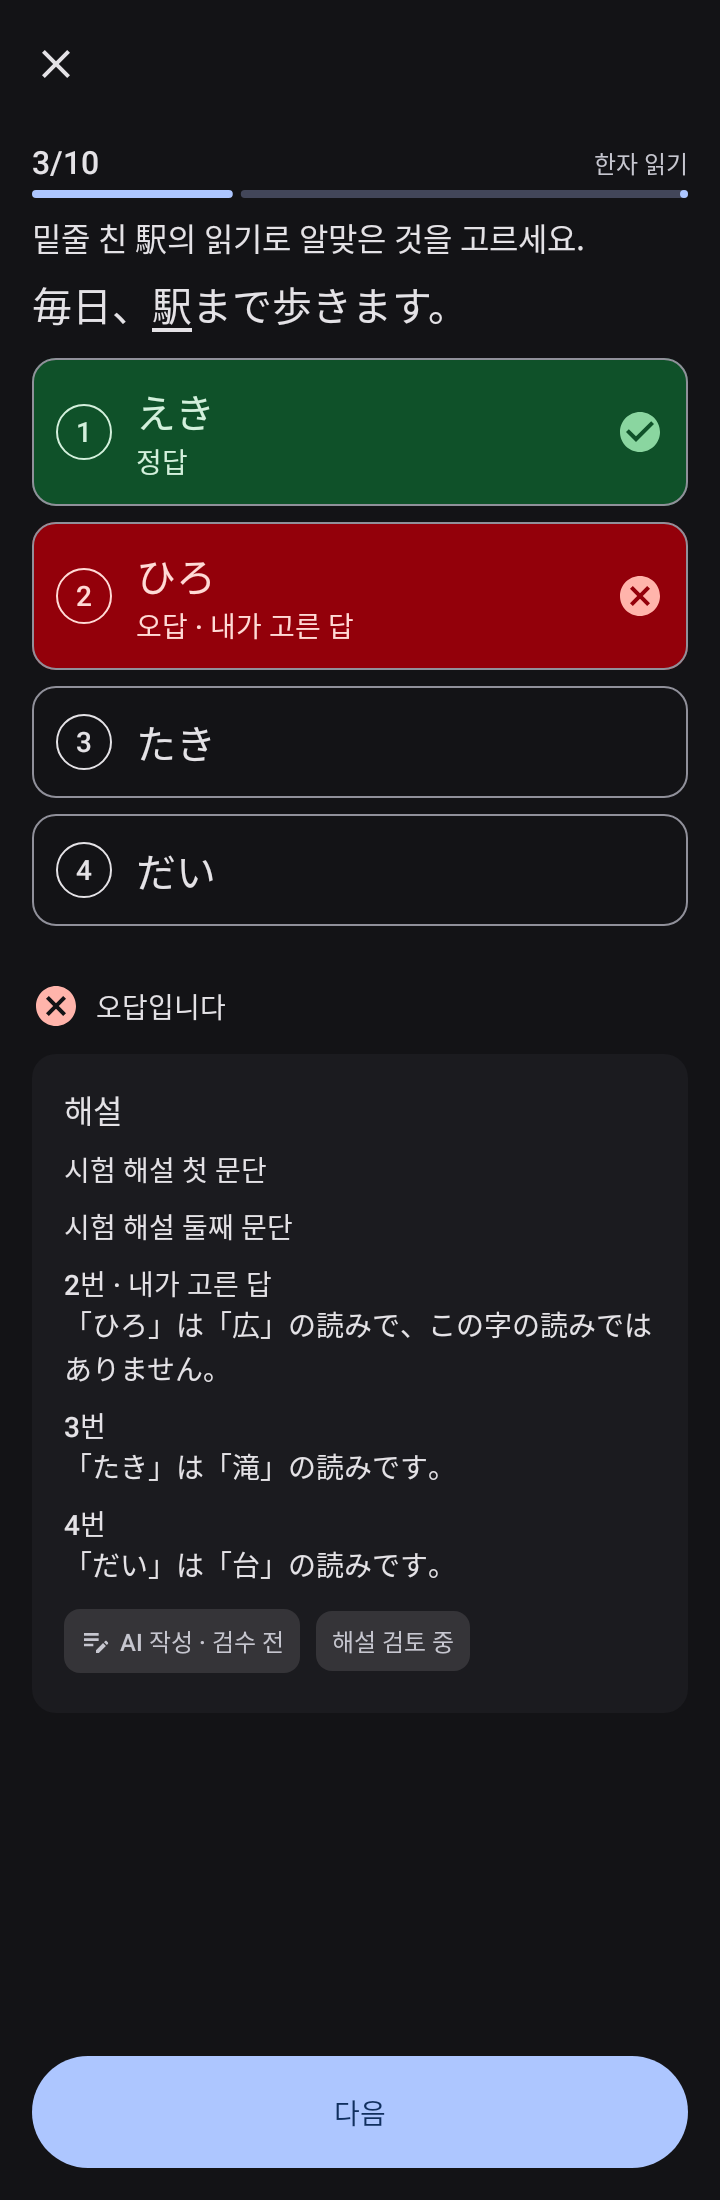 3/10
한자 읽기
밑줄 친 駅의 읽기로 알맞은 것을 고르세요.
毎日、駅まで歩きます。
1
えき
정답
2
ひろ
오답 · 내가 고른 답
3
たき
4
だい
오답입니다
해설
시험 해설 첫 문단
시험 해설 둘째 문단
2번 · 내가 고른 답
「ひろ」は「広」の読みで、この字の読みでは
ありません。
3번
「たき」は「滝」の読みです。
4번
「だい」は「台」の読みです。
AI 작성 · 검수 전
해설 검토 중
다음